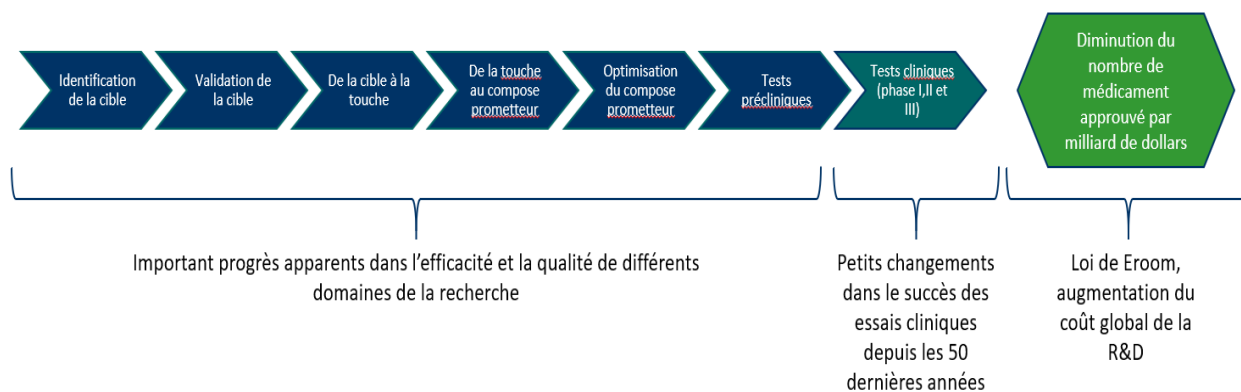 Identification
de la cible
Validation de
la cible
De la cible à la
touche
De la touche
au compose
prometteur
Optimisation
du compose
prometteur
Tests
précliniques
Tests cliniques
(phase I,II et
III)
Diminution du
nombre de
médicament
approuvé par
milliard de dollars
Important progrès apparents dans l’efficacité et la qualité de différents
domaines de la recherche
Petits changements
dans le succès des
essais cliniques
depuis les 50
dernières années
Loi de Eroom,
augmentation du
coût global de la
R&D